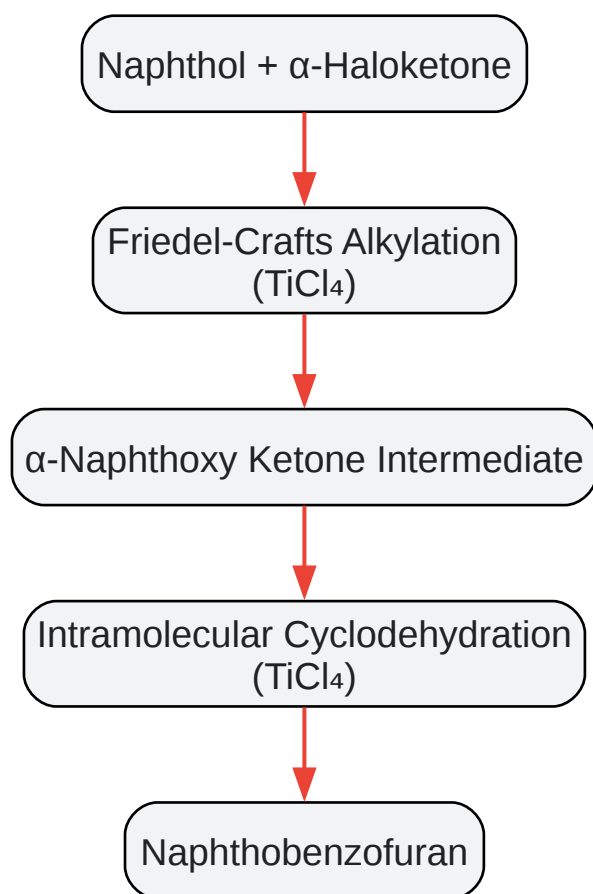 Naphthol + α-Haloketone
Friedel-Crafts Alkylation
(TiCl₄)
α-Naphthoxy Ketone Intermediate
Intramolecular Cyclodehydration
(TiCl₄)
Naphthobenzofuran